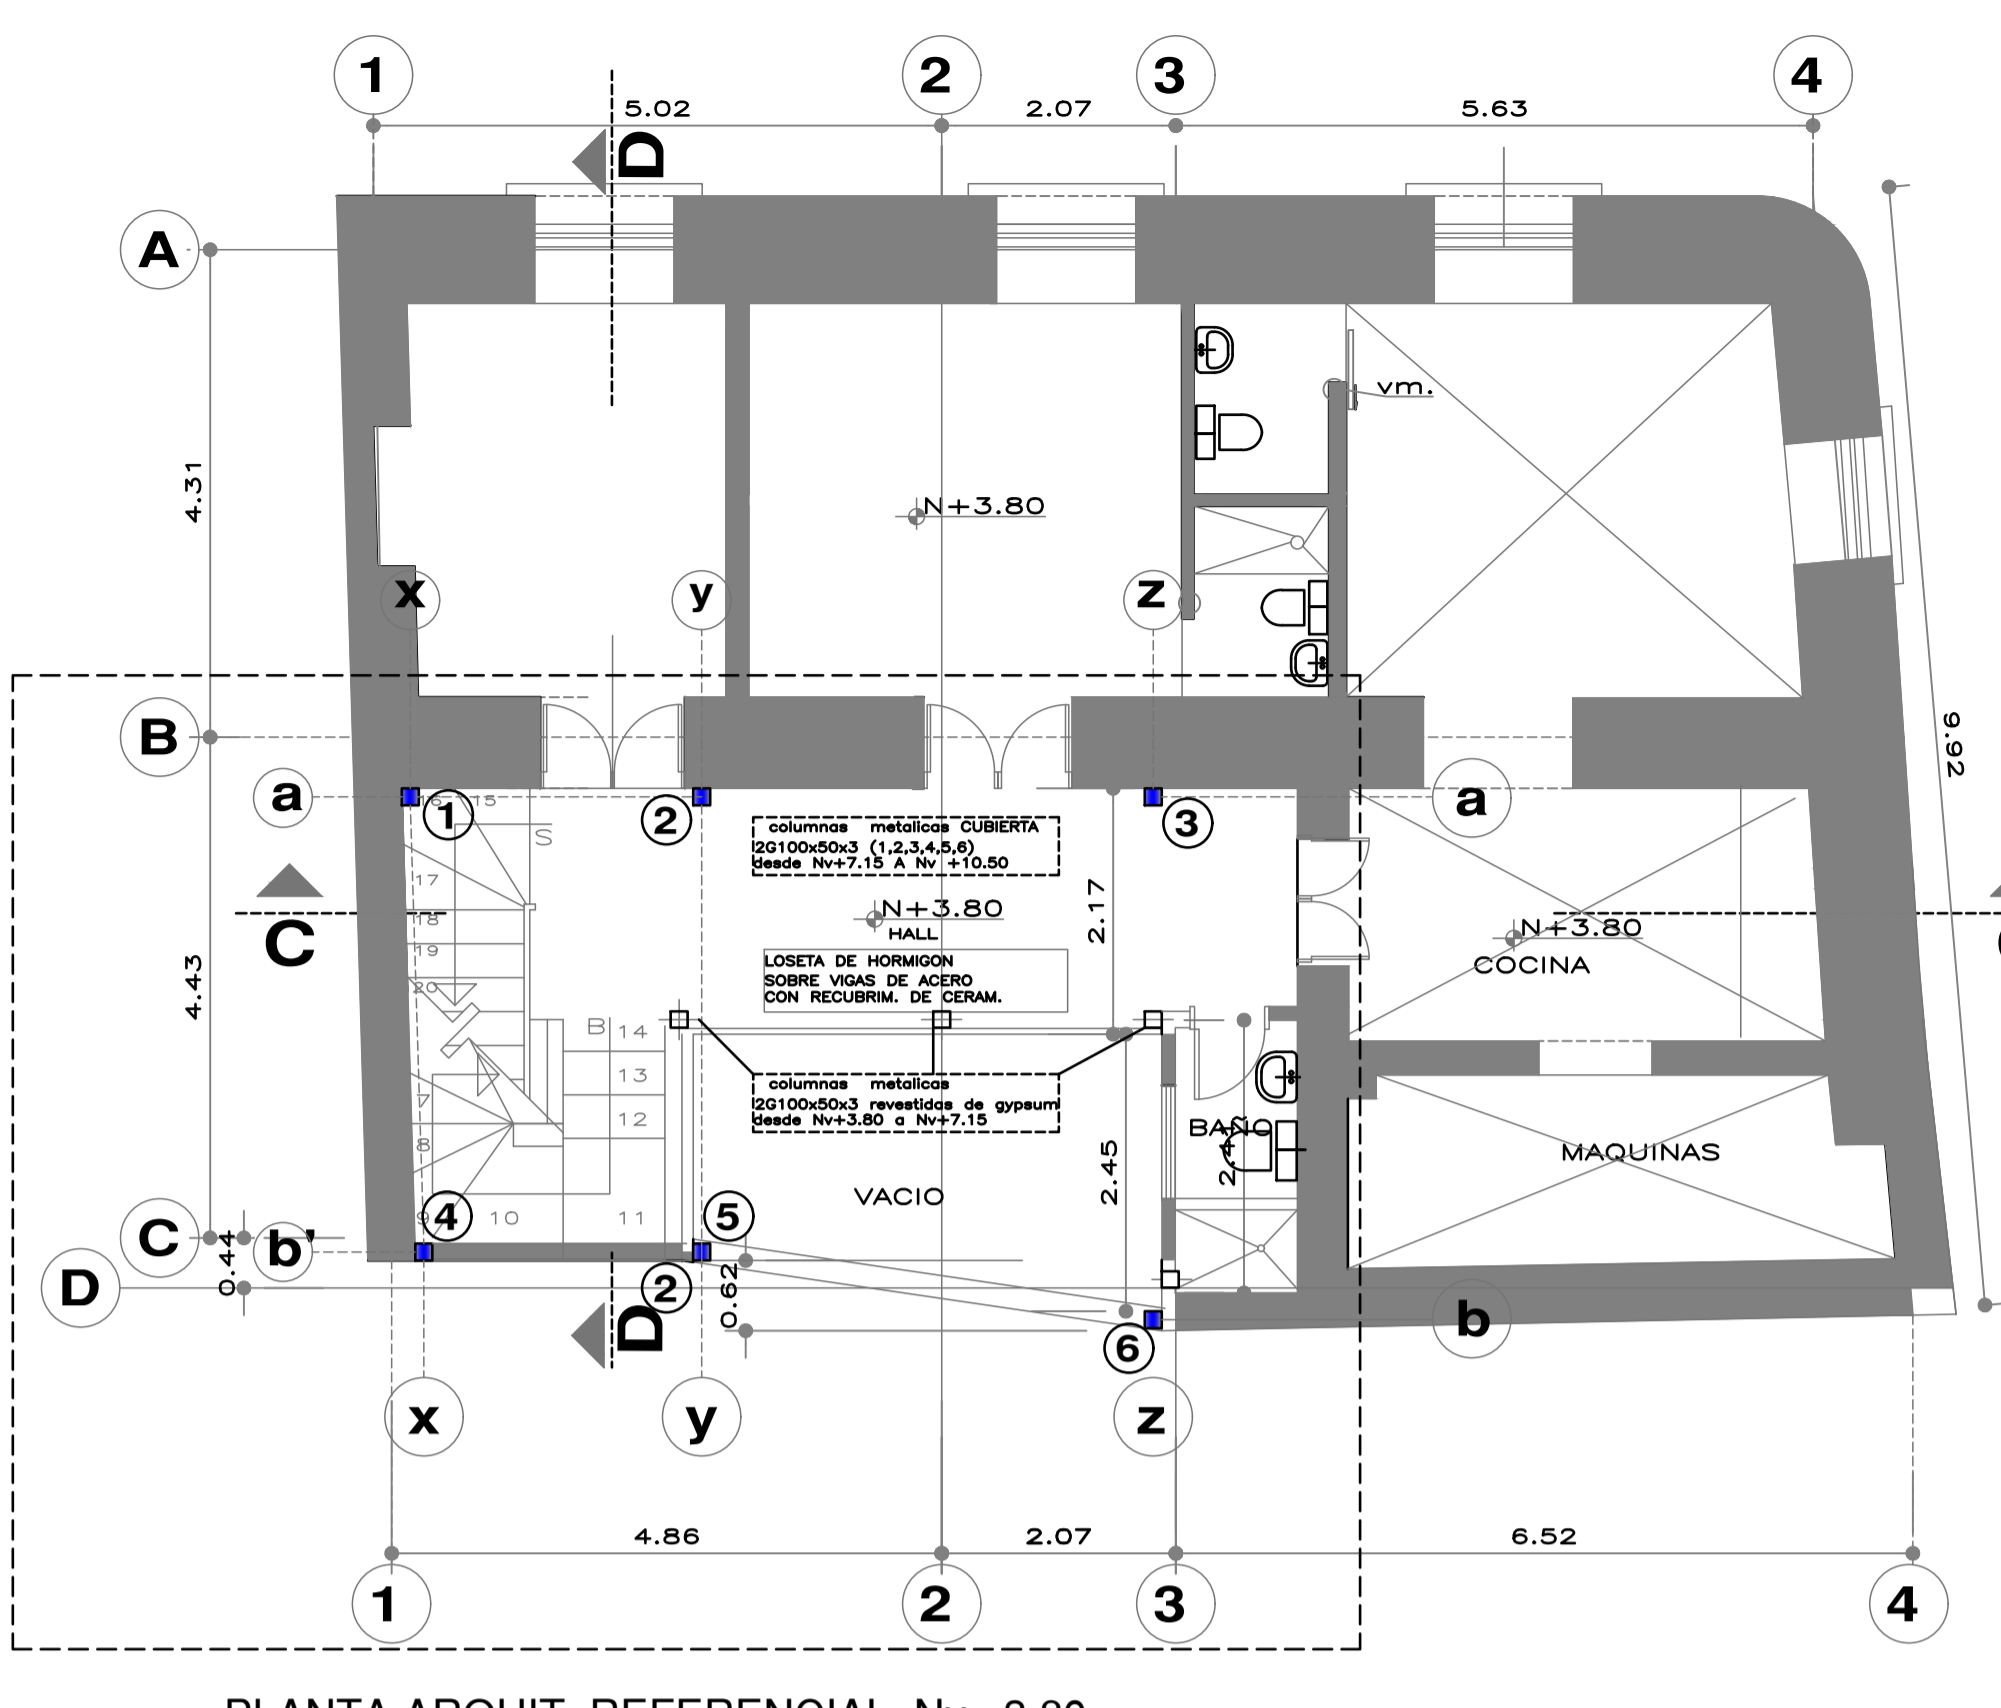 1 2 3 4
5.02 2.07 5.63
D
A
vm.
4.31
N+3.80
x y z
9.92
B
a a
16 15
1 2 3
columnas metalicas CUBIERTA
2G100x50x3 (1,2,3,4,5,6)
desde Nv+7.15 A Nv +10.50
S
17
2.17
N+3.80
HALL
18
C
N+3.80
COCINA
19
LOSETA DE HORMIGON
SOBRE VIGAS DE ACERO
CON RECUBRIM. DE CERAM.
20
4.43
B 14
13
12
columnas metalicas
2G100x50x3 revestidas de gypsum
desde Nv+3.80 a Nv+7.15
7
8
BAÑO
MAQUINAS
2.45
VACIO
9 10 11
4 5
C
b'
0.44
D
2
0.62
D
6
b
x y z
4.86 2.07 6.52
1 2 3 4